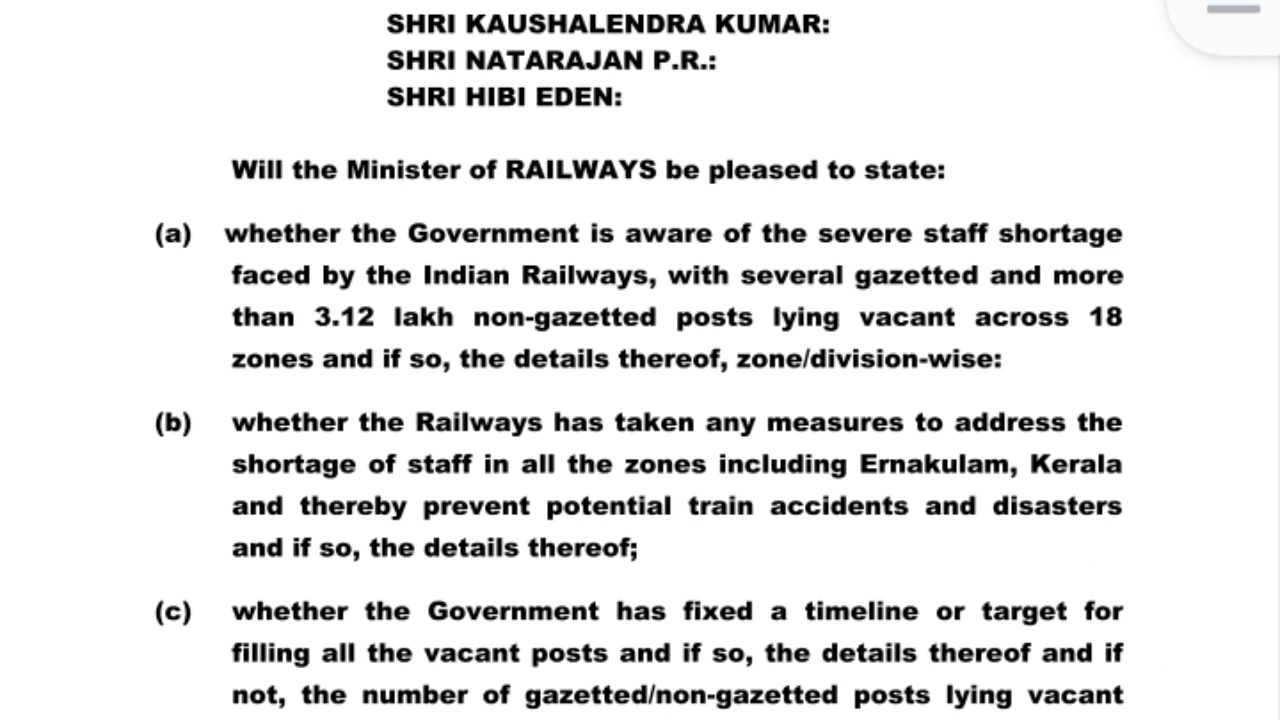 SHRI KAUSHALENDRA KUMAR:
SHRI NATARAJAN P.R.:
SHRI HIBI EDEN:
Will the Minister of RAILWAYS be pleased to state:
(a) whether the Government is aware of the severe staff shortage
faced by the Indian Railways, with several gazetted and more
than 3.12 lakh non-gazetted posts lying vacant across 18
zones and if so, the details thereof, zone/division-wise:
(b) whether the Railways has taken any measures to address the
shortage of staff in all the zones including Ernakulam, Kerala
and thereby prevent potential train accidents and disasters
and if so, the details thereof;
(c) whether the Government has fixed a timeline or target for
filling all the vacant posts and if so, the details thereof and if
not, the number of gazetted/non-gazetted posts lying vacant